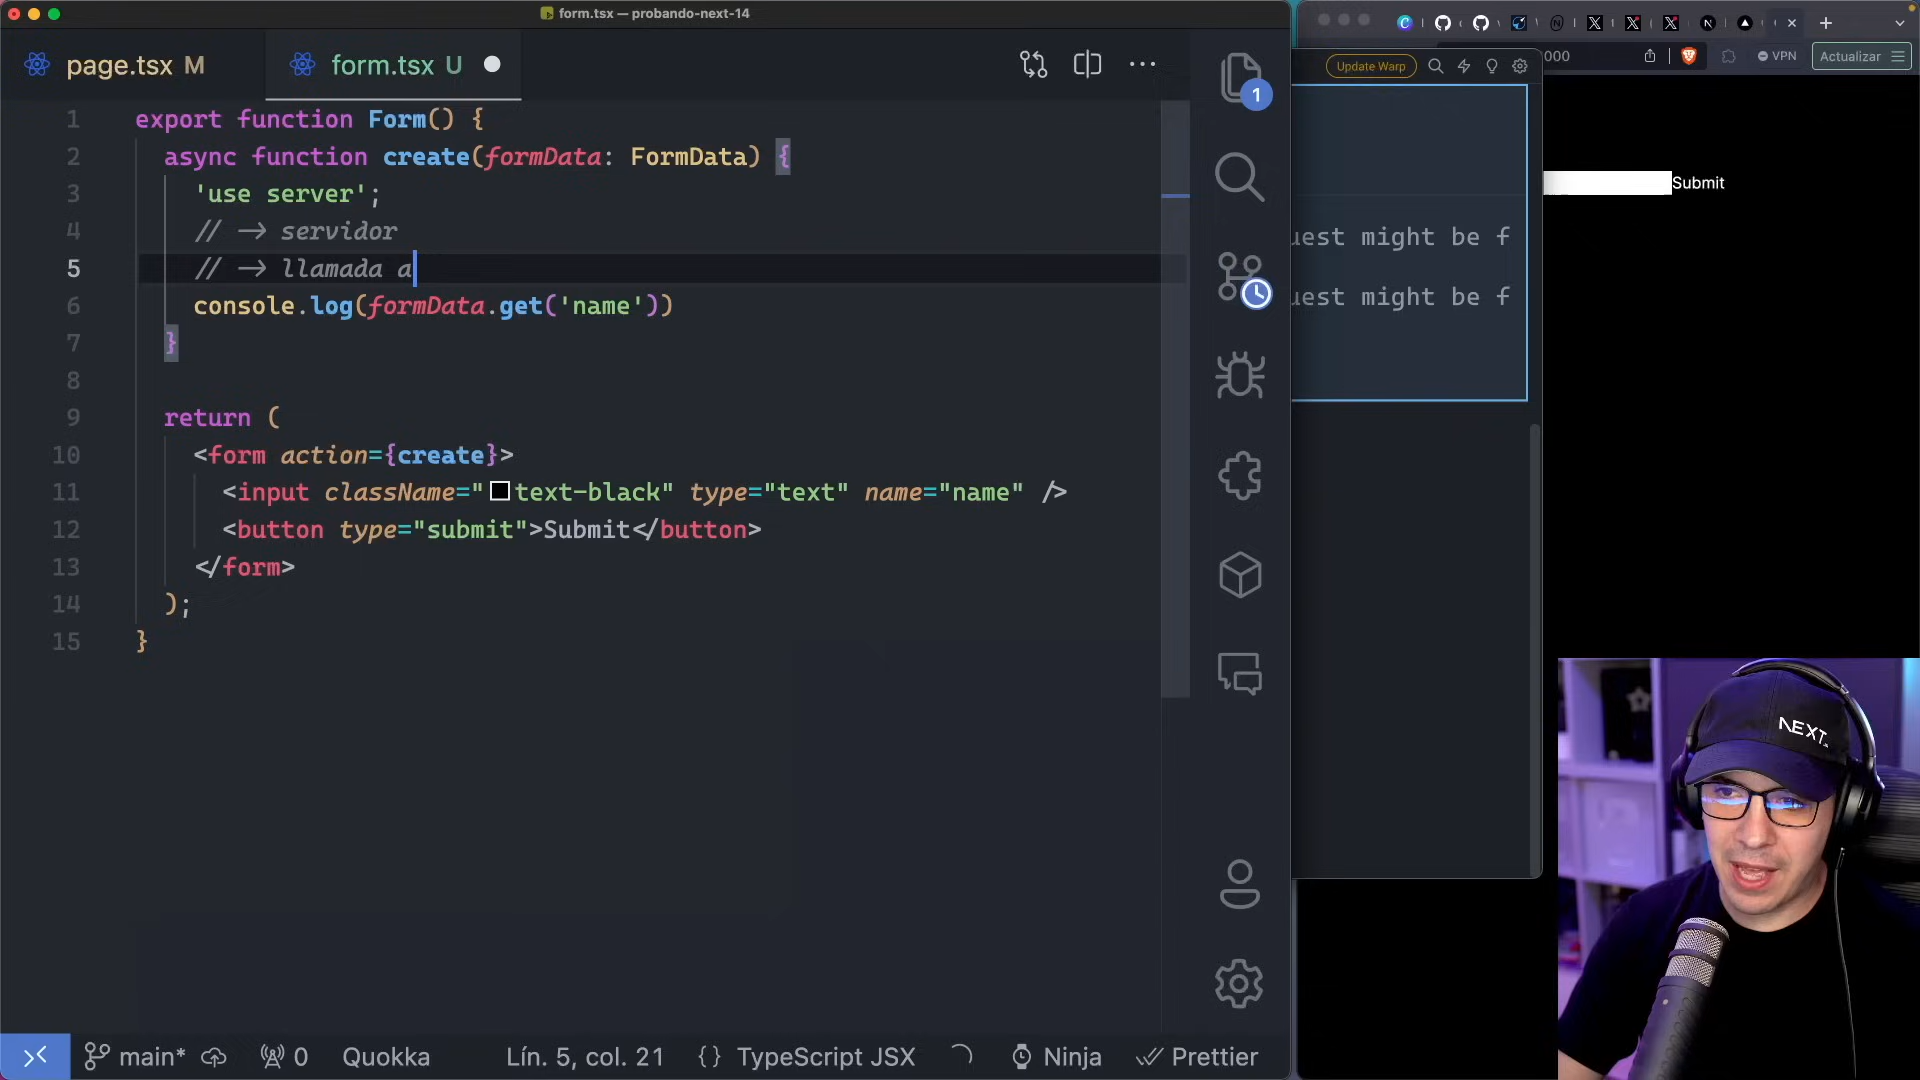 form.tsx — probando-next-14
page.tsx M
form.tsx U
1 export function Form() {
2 async function create(formData: FormData) {
3 'use server';
4 // -> servidor
5 // -> llamada a
6 console.log(formData.get('name'))
7 }
8
9 return (
10 <form action={create}>
11 <input className="text-black" type="text" name="name" />
12 <button type="submit">Submit</button>
13 </form>
14 );
15 }
1
main* 0 Quokka Lín. 5, col. 21 {} TypeScript JSX Ninja Prettier
000 VPN Actualizar
Update Warp
Submit
uest might be f
uest might be f
NEXT.